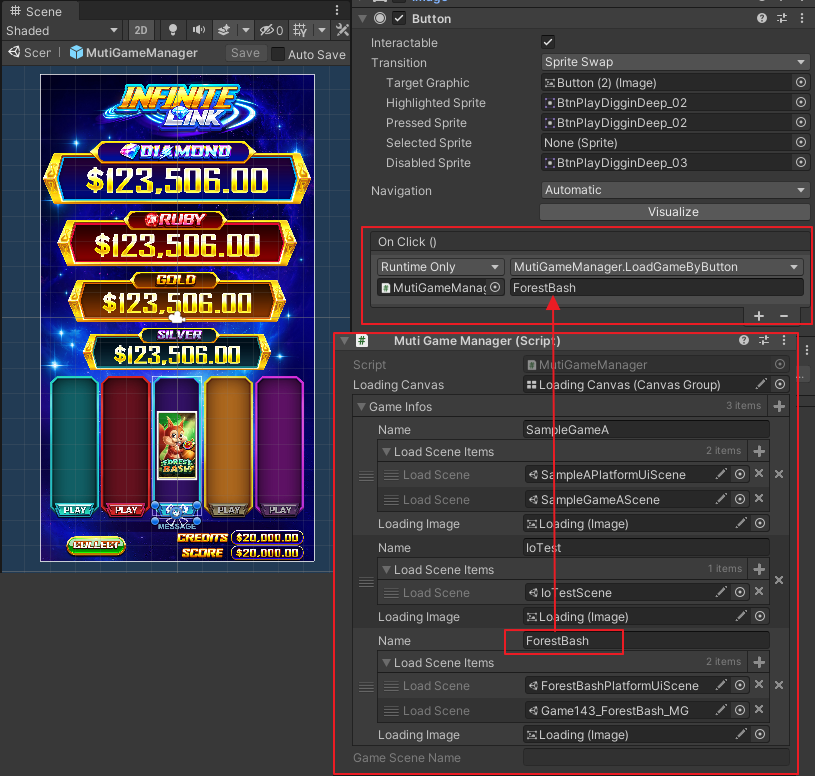 Scene
Shaded
2D
0
Scer
MutiGameManager
Save
Auto Save
INFINITE
LINK
DIAMOND
$123,506.00
RUBY
$123,506.00
GOLD
$123,506.00
SILVER
$123,506.00
FOREST
BASH!
PLAY
PLAY
PLAY
PLAY
MESSAGE
COLLECT
CREDITS $20,000.00
SCORE $20,000.00
Image
Button
Interactable
Transition Sprite Swap
Target Graphic Button (2) (Image)
Highlighted Sprite BtnPlayDigginDeep_02
Pressed Sprite BtnPlayDigginDeep_02
Selected Sprite None (Sprite)
Disabled Sprite BtnPlayDigginDeep_03
Navigation Automatic
Visualize
On Click ()
Runtime Only MutiGameManager.LoadGameByButton
MutiGameManag ForestBash
Muti Game Manager (Script)
Script MutiGameManager
Loading Canvas Loading Canvas (Canvas Group)
Game Infos 3 items
Name SampleGameA
Load Scene Items 2 items
Load Scene SampleAPlatformUiScene
Load Scene SampleGameAScene
Loading Image Loading (Image)
Name IoTest
Load Scene Items 1 items
Load Scene IoTestScene
Loading Image Loading (Image)
Name ForestBash
Load Scene Items 2 items
Load Scene ForestBashPlatformUiScene
Load Scene Game143_ForestBash_MG
Loading Image Loading (Image)
Game Scene Name